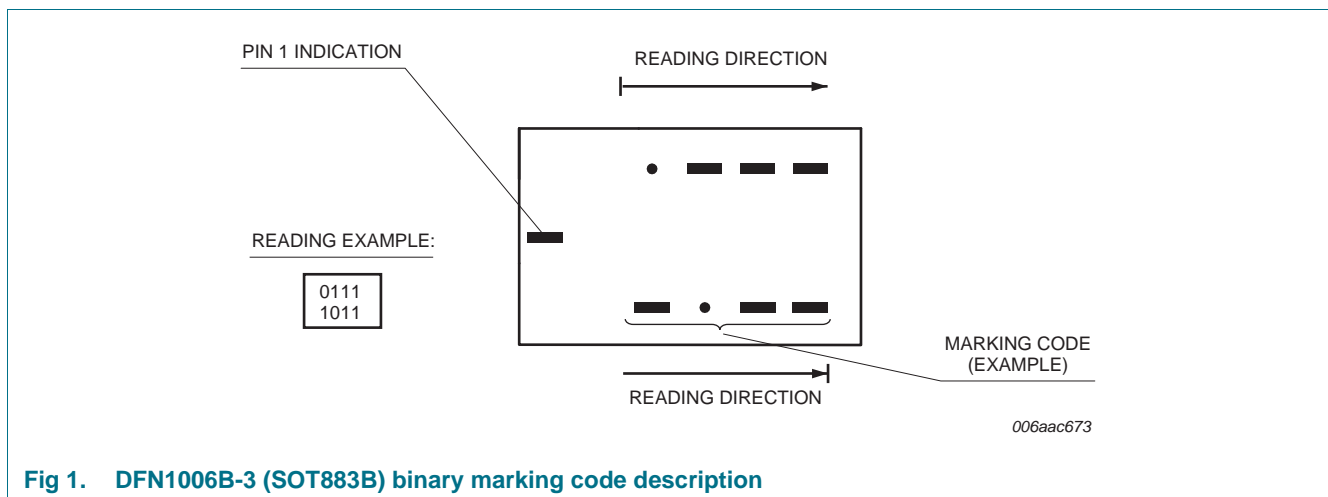 PIN 1 INDICATION
READING DIRECTION
READING EXAMPLE:
0111
1011
MARKING CODE
(EXAMPLE)
READING DIRECTION
006aac673
Fig 1. DFN1006B-3 (SOT883B) binary marking code description